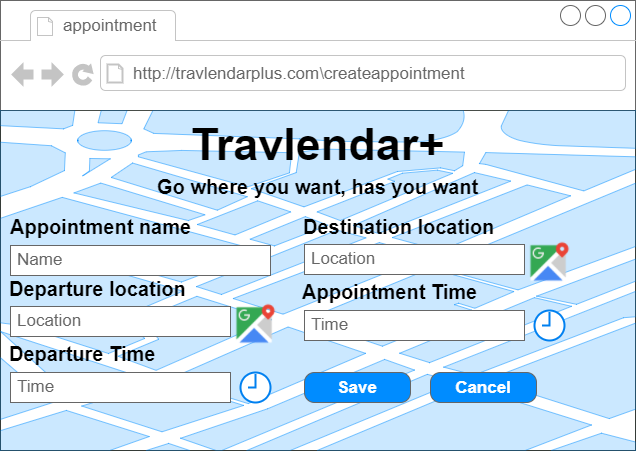 appointment
http://travlendarplus.com\createappointment
Travlendar+
Go where you want, has you want
Appointment name
Name
Departure location
Location
G
Departure Time
Time
Destination location
Location
G
Appointment Time
Time
Save Cancel